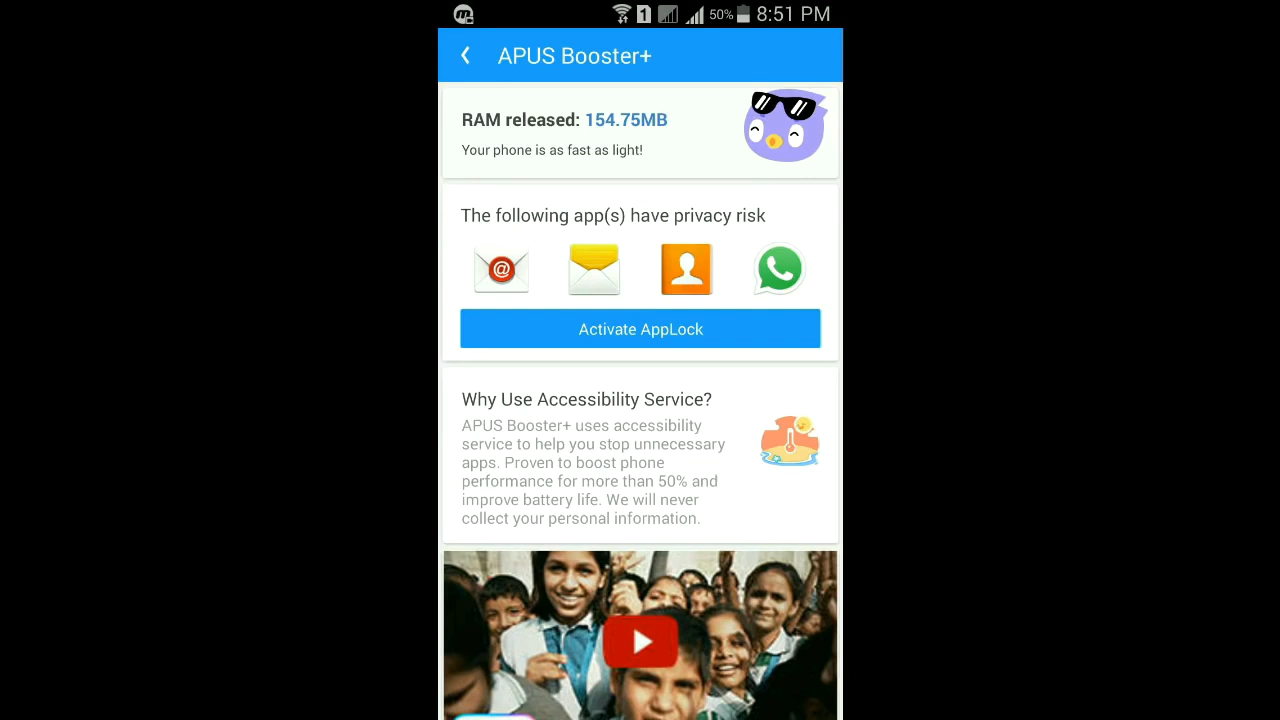 1 50% 8:51 PM
APUS Booster+
RAM released: 154.75MB
Your phone is as fast as light!
The following app(s) have privacy risk
@
Activate AppLock
Why Use Accessibility Service?
APUS Booster+ uses accessibility
service to help you stop unnecessary
apps. Proven to boost phone
performance for more than 50% and
improve battery life. We will never
collect your personal information.